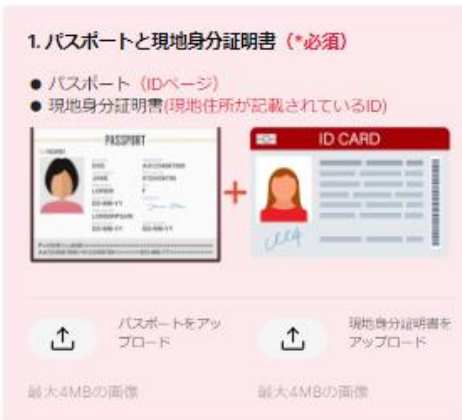 1. パスポートと現地身分証明書 (*必須)
● パスポート (IDページ)
● 現地身分証明書(現地住所が記載されているID)
PASSPORT
ID CARD
パスポートをアッ
プロード
現地身分証明書を
アップロード
最大4MBの画像
最大4MBの画像